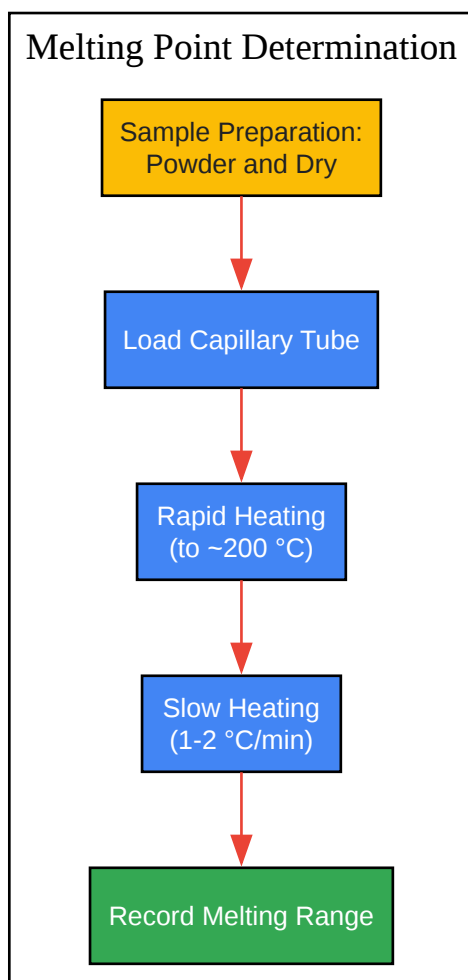 Melting Point Determination
Sample Preparation:
Powder and Dry
Load Capillary Tube
Rapid Heating
(to ~200 °C)
Slow Heating
(1-2 °C/min)
Record Melting Range